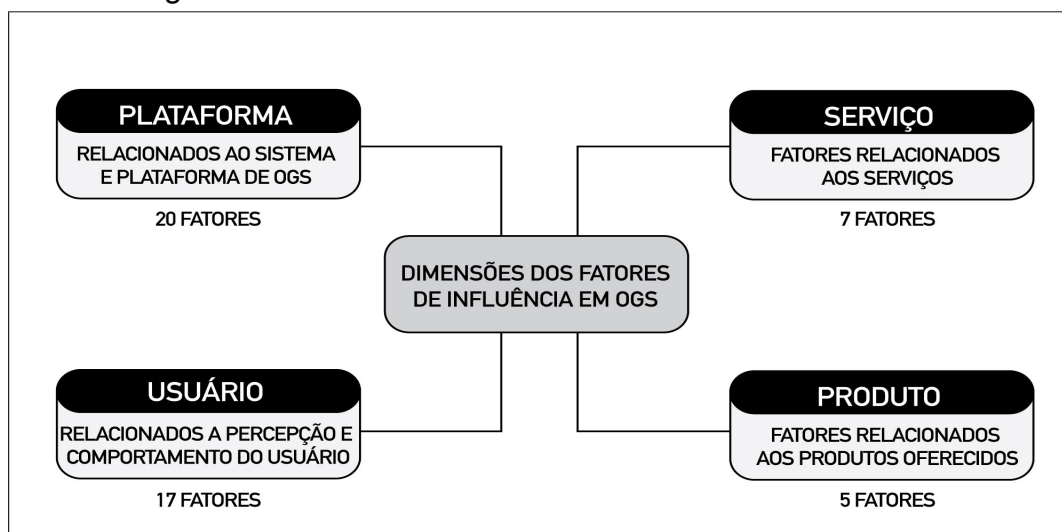 PLATAFORMA
RELACIONADOS AO SISTEMA
E PLATAFORMA DE OGS
20 FATORES
SERVIÇO
FATORES RELACIONADOS
AOS SERVIÇOS
7 FATORES
DIMENSÕES DOS FATORES
DE INFLUÊNCIA EM OGS
USUÁRIO
RELACIONADOS A PERCEPÇÃO E
COMPORTAMENTO DO USUÁRIO
17 FATORES
PRODUTO
FATORES RELACIONADOS
AOS PRODUTOS OFERECIDOS
5 FATORES